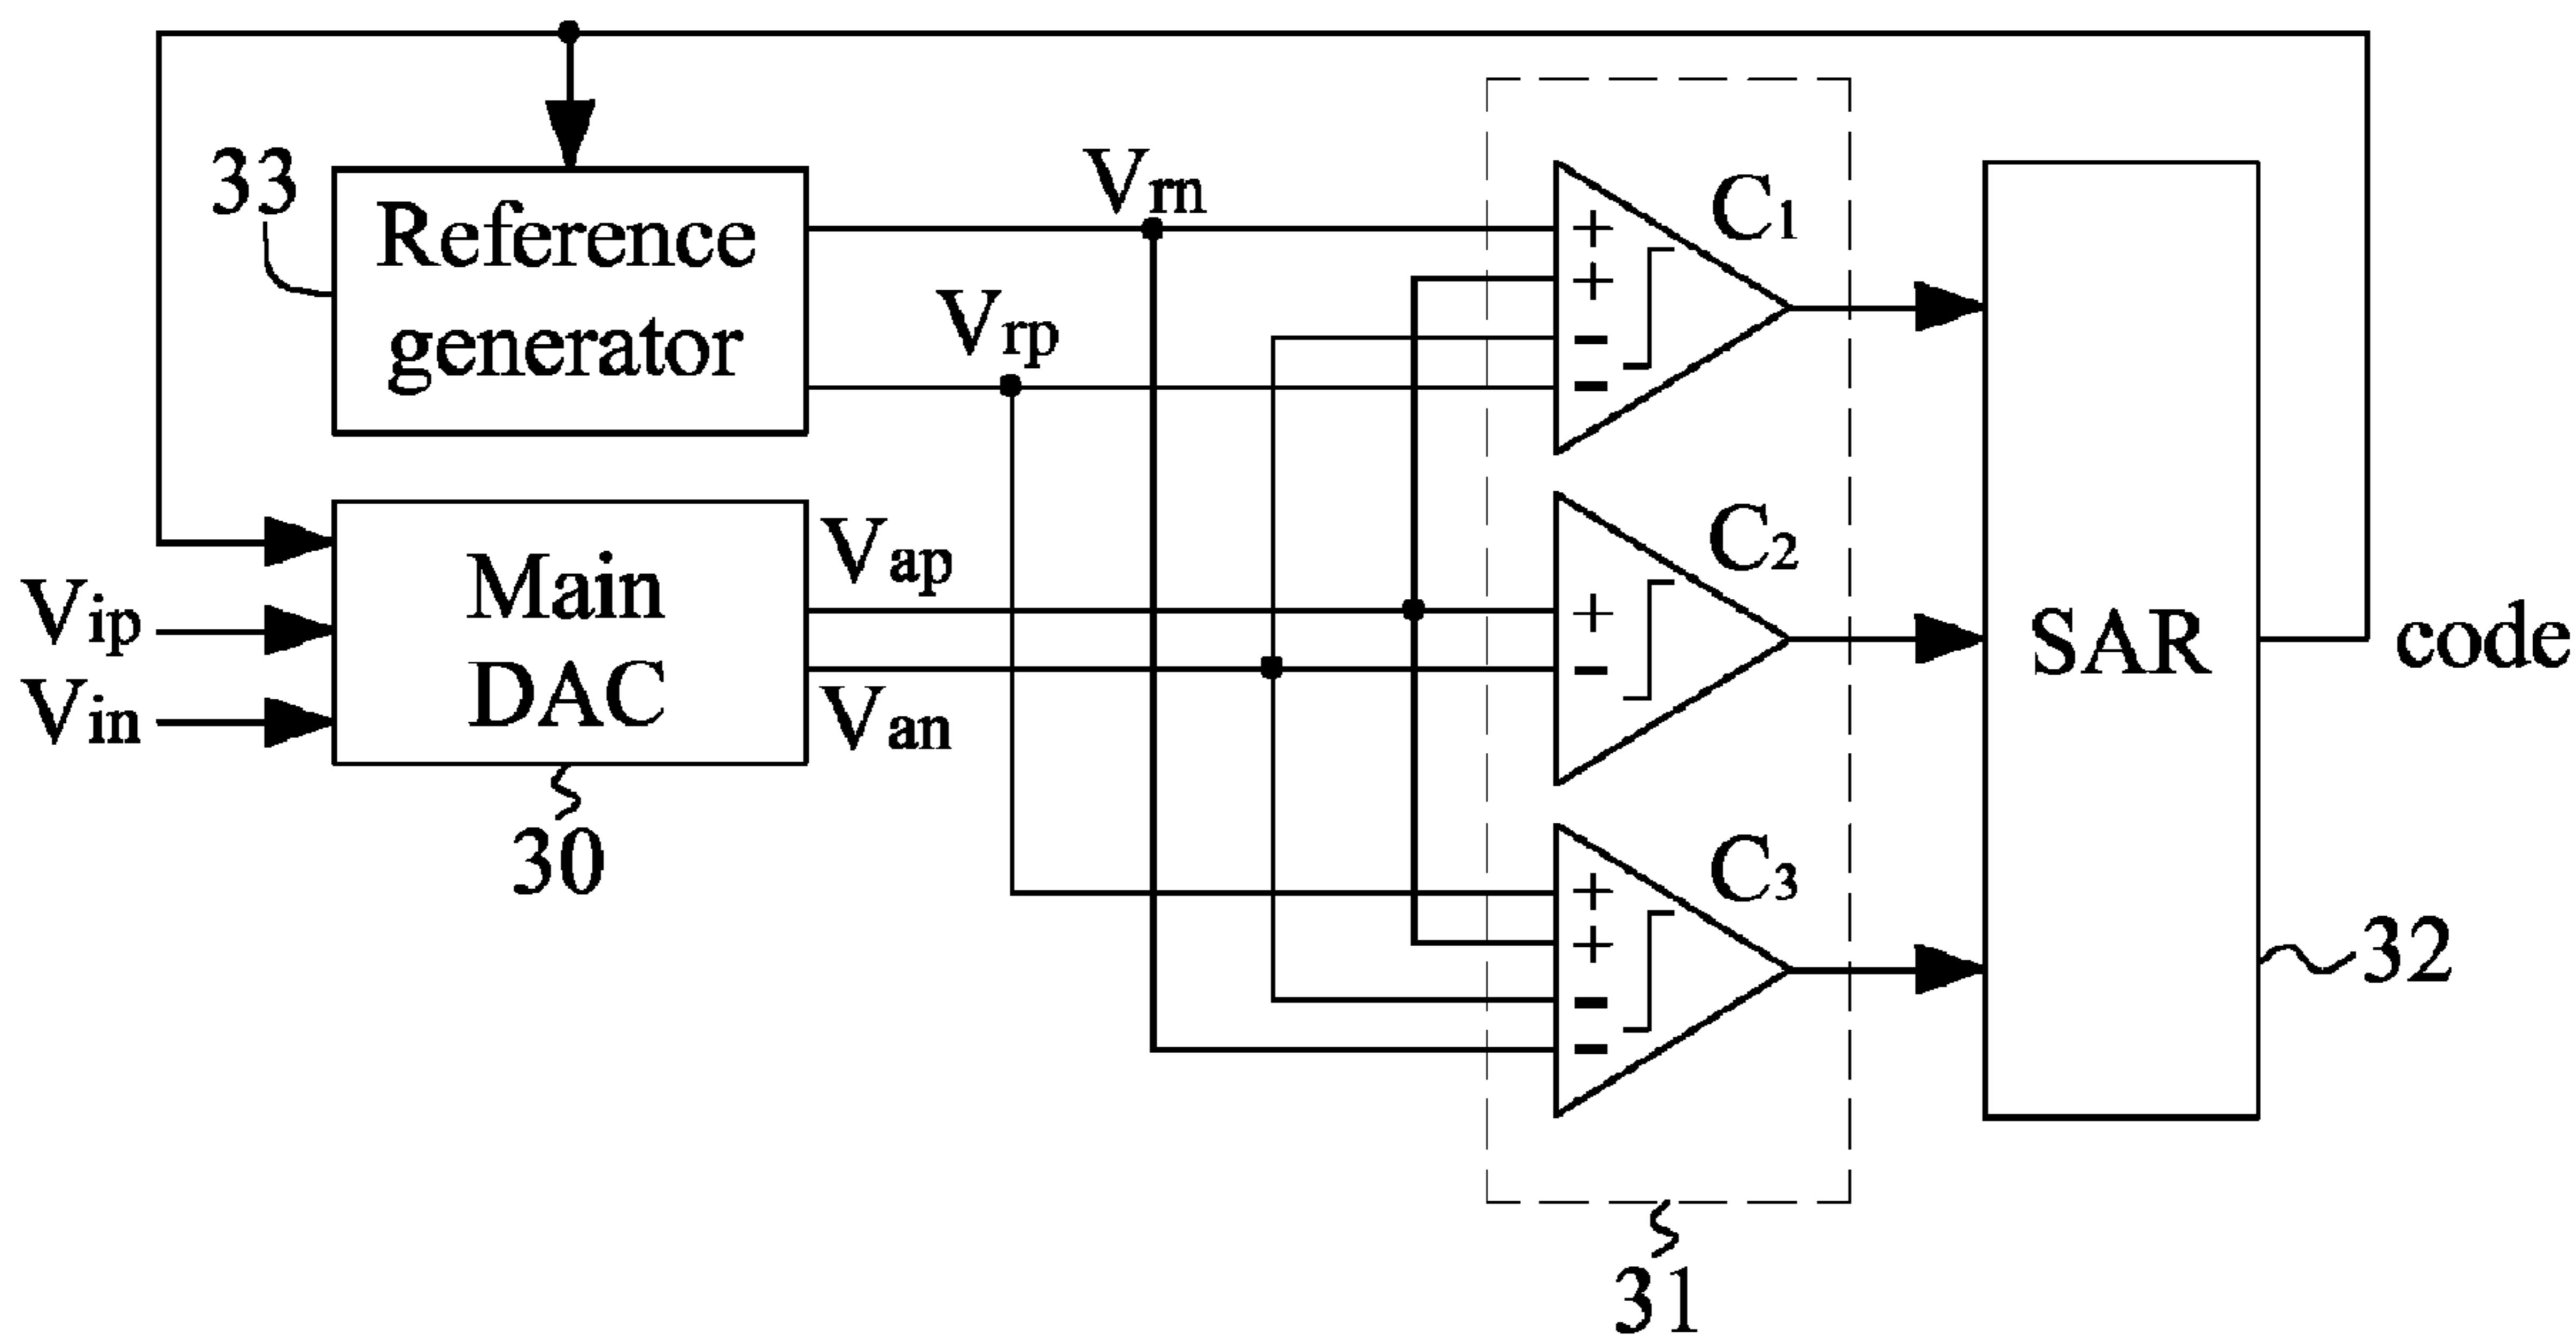 33
Reference
generator
Vrn
Vrp
+
+
-
-
C1
Main
DAC
Vip
Vin
Vap
Van
30
+
-
C2
SAR
code
+
+
-
-
C3
32
31